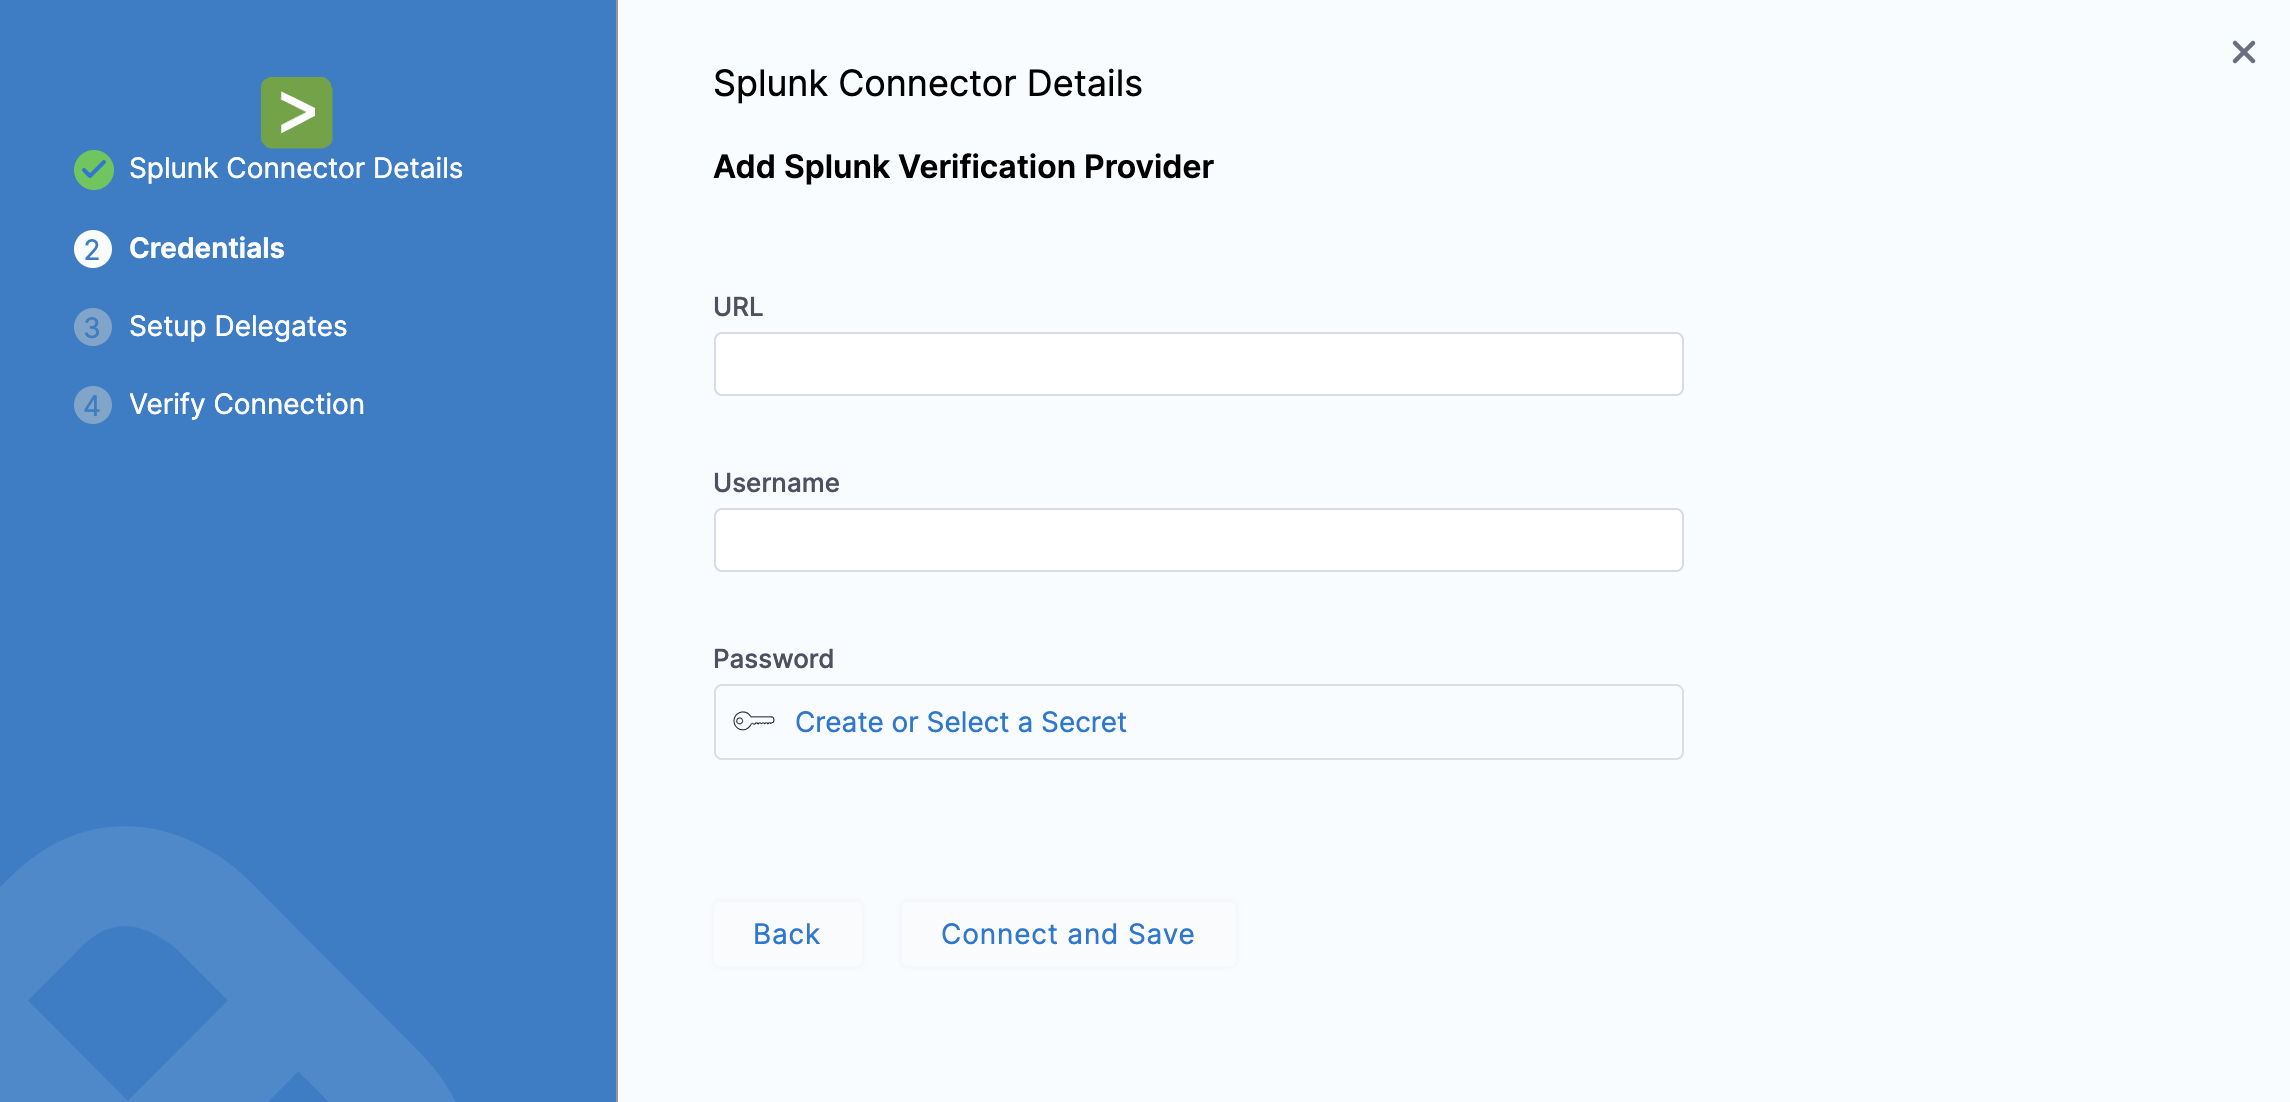 Splunk Connector Details
2 Credentials
3 Setup Delegates
4 Verify Connection
Splunk Connector Details
Add Splunk Verification Provider
URL
Username
Password
Create or Select a Secret
Back
Connect and Save